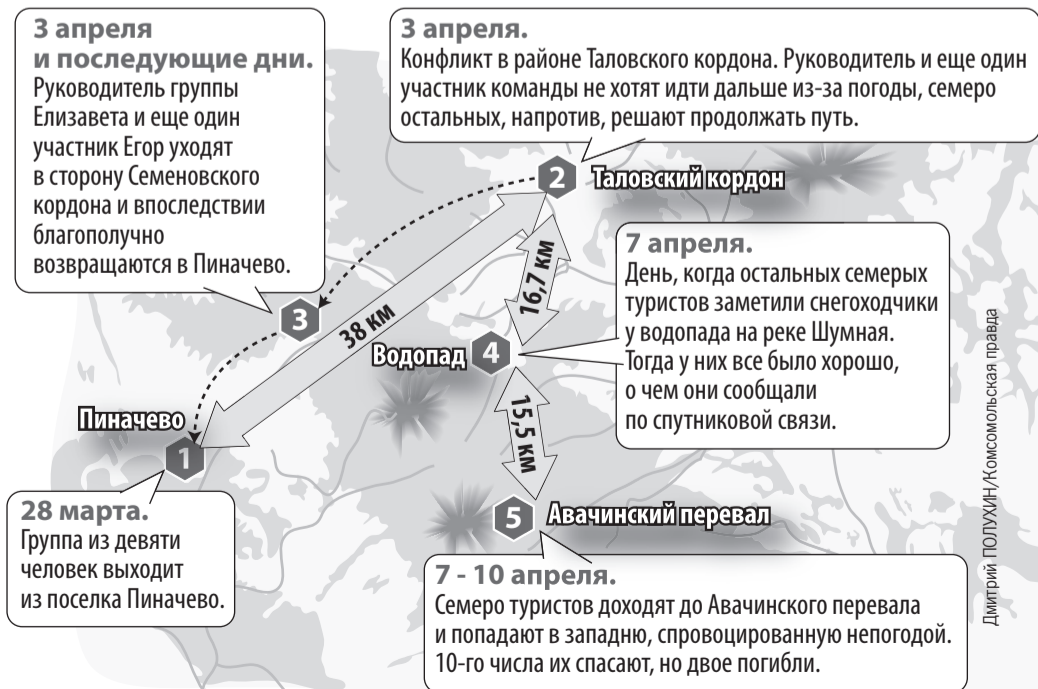 3 апреля
и последующие дни.
Руководитель группы
Елизавета и еще один
участник Егор уходят
в сторону Семеновского
кордона и впоследствии
благополучно
возвращаются в Пиначево.
3 апреля.
Конфликт в районе Таловского кордона. Руководитель и еще один
участник команды не хотят идти дальше из-за погоды, семеро
остальных, напротив, решают продолжать путь.
2
Таловский кордон
7 апреля.
День, когда остальных семерых
туристов заметили снегоходчики
у водопада на реке Шумная.
Тогда у них все было хорошо,
о чем они сообщали
по спутниковой связи.
16,7 км
3
38 км
Водопад
4
Пиначево
1
15,5 км
28 марта.
Группа из девяти
человек выходит
из поселка Пиначево.
5
Авачинский перевал
7 - 10 апреля.
Семеро туристов доходят до Авачинского перевала
и попадают в западню, спровоцированную непогодой.
10-го числа их спасают, но двое погибли.
Дмитрий ПОЛУХИН/Комсомольская правда